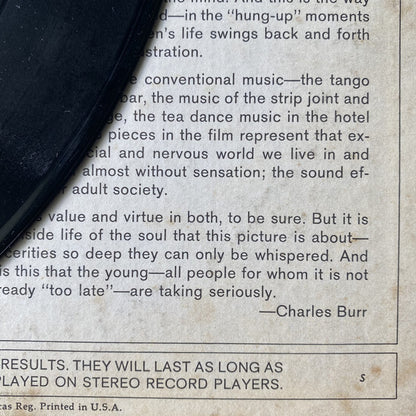 the mind. And this is the way
d—in the "hung-up" moments
en's life swings back and forth
stration.
e conventional music—the tango
bar, the music of the strip joint and
ge, the tea dance music in the hotel
s pieces in the film represent that ex-
cial and nervous world we live in and
almost without sensation; the sound ef-
r adult society.
s value and virtue in both, to be sure. But it is
side life of the soul that this picture is about—
cerities so deep they can only be whispered. And
is this that the young—all people for whom it is not
ready "too late"—are taking seriously.
—Charles Burr
RESULTS. THEY WILL LAST AS LONG AS
PLAYED ON STEREO RECORD PLAYERS.
S
cas Reg. Printed in U.S.A.